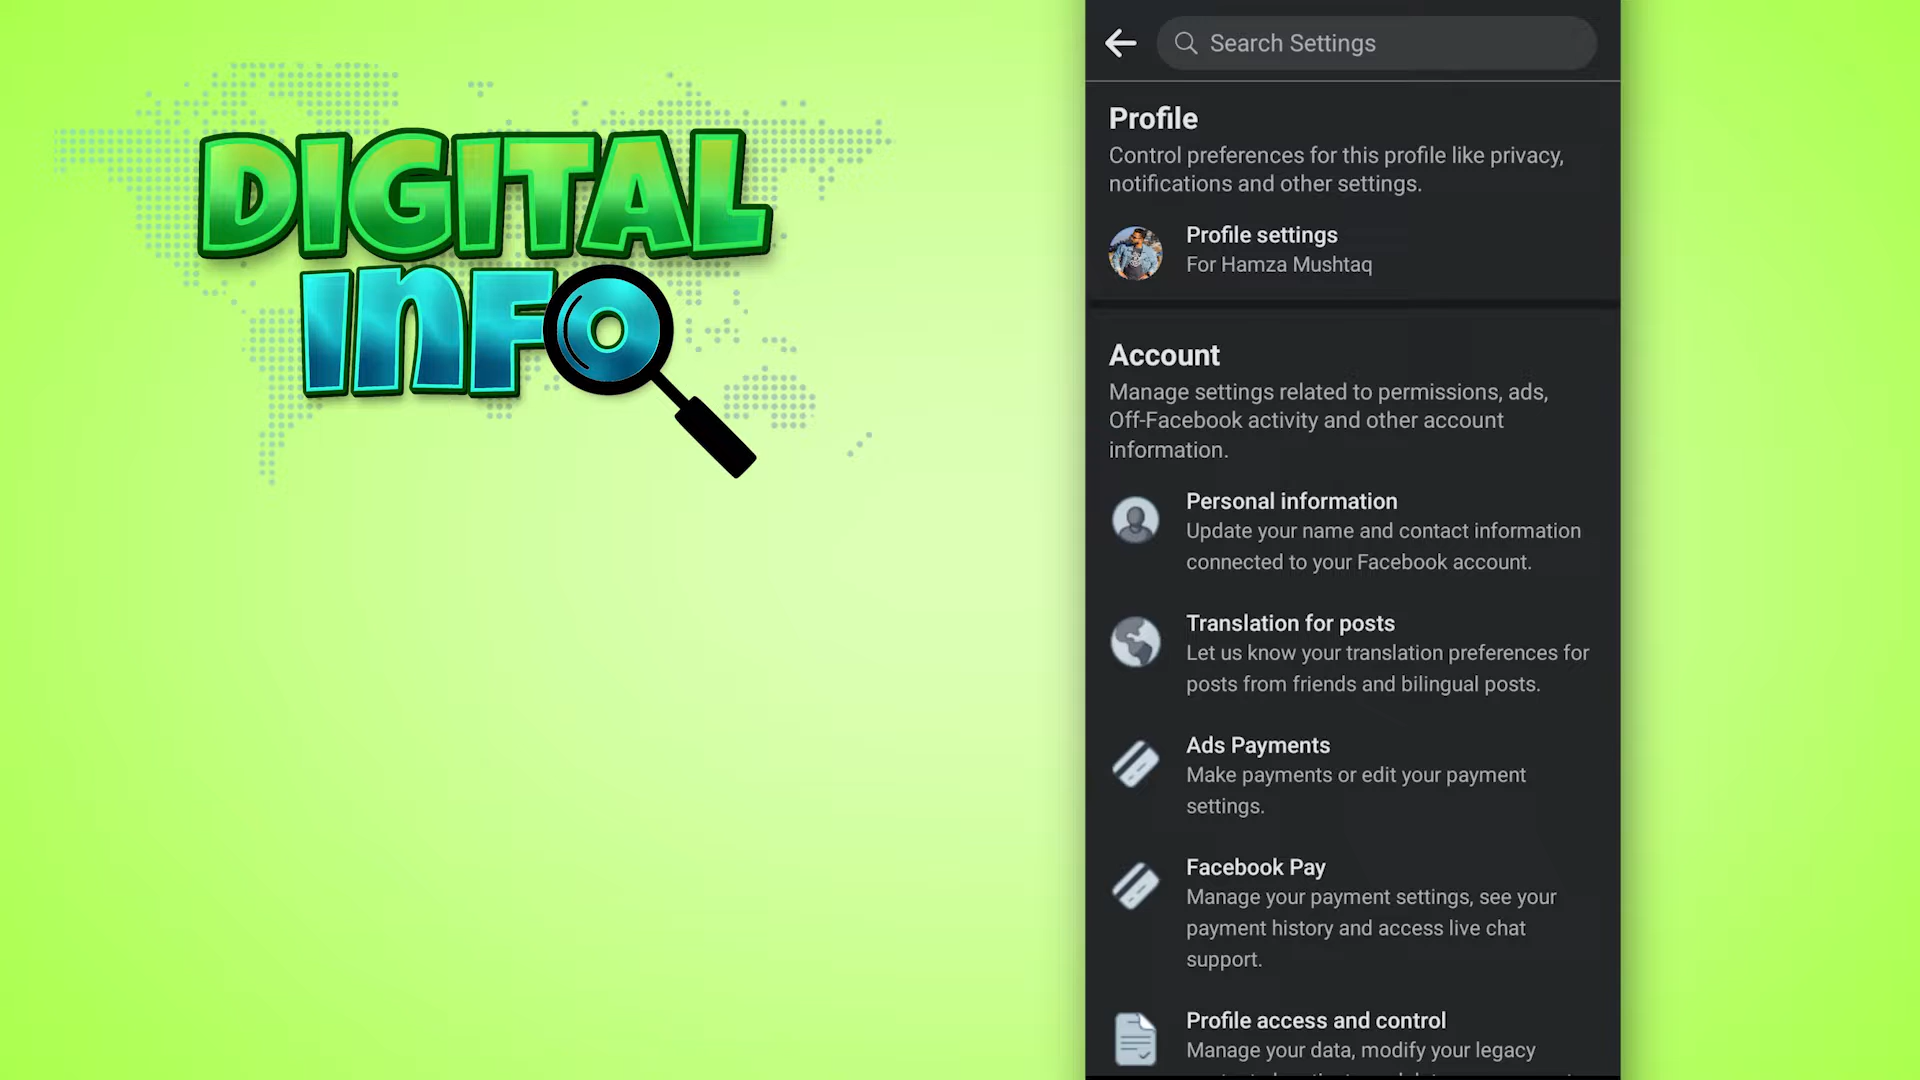 DIGITAL
INFO
Search Settings
Profile
Control preferences for this profile like privacy,
notifications and other settings.
Profile settings
For Hamza Mushtaq
Account
Manage settings related to permissions, ads,
Off-Facebook activity and other account
information.
Personal information
Update your name and contact information
connected to your Facebook account.
Translation for posts
Let us know your translation preferences for
posts from friends and bilingual posts.
Ads Payments
Make payments or edit your payment
settings.
Facebook Pay
Manage your payment settings, see your
payment history and access live chat
support.
Profile access and control
Manage your data, modify your legacy